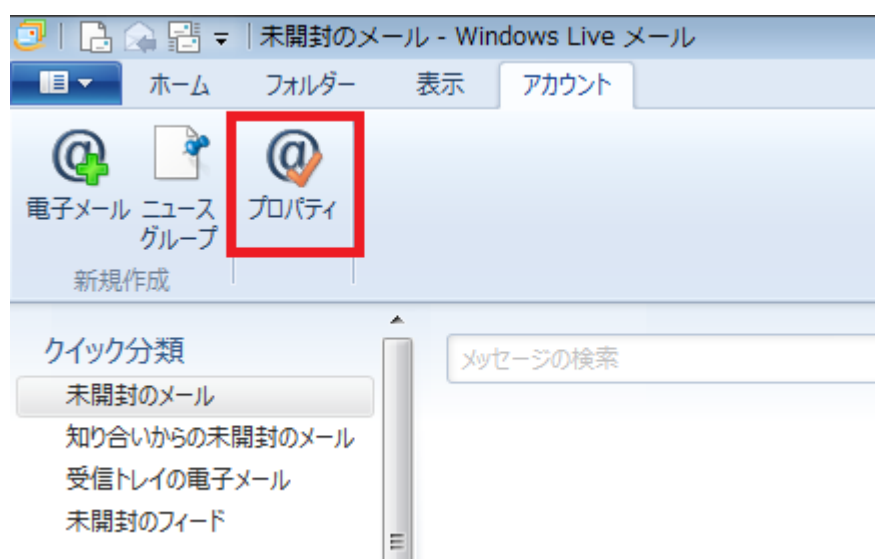 未開封のメール - Windows Live メール
ホーム フォルダー 表示 アカウント
電子メール ニュース グループ プロパティ
新規作成
クイック分類
メッセージの検索
未開封のメール
知り合いからの未開封のメール
受信トレイの電子メール
未開封のフィード